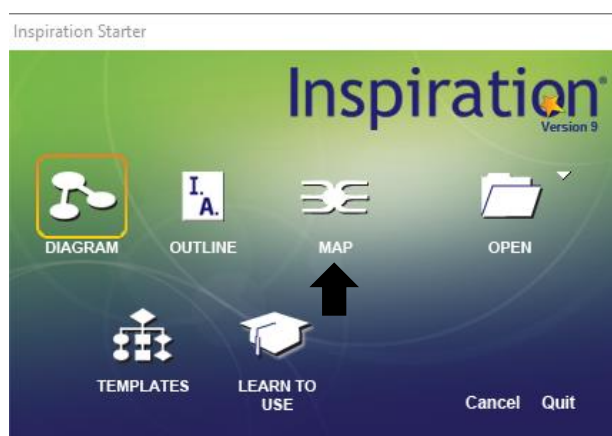 Inspiration Starter
Inspiration®
Version 9
I.
A.
DIAGRAM
OUTLINE
MAP
OPEN
TEMPLATES
LEARN TO
USE
Cancel
Quit